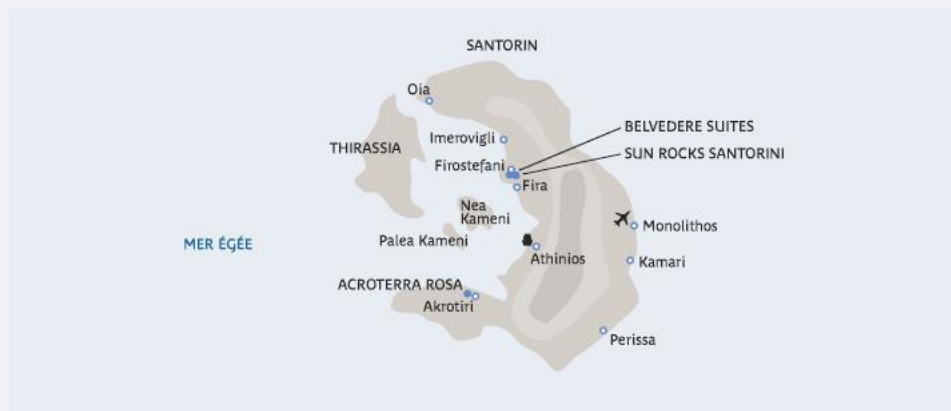 SANTORIN
Oia
Imerovigli
THIRASSIA
BELVEDERE SUITES
SUN ROCKS SANTORINI
Firostefani
Fira
Nea
Kameni
Monolithos
Palea Kameni
MER ÉGÉE
Athinios
Kamari
ACROTERRA ROSA
Akrotiri
Perissa